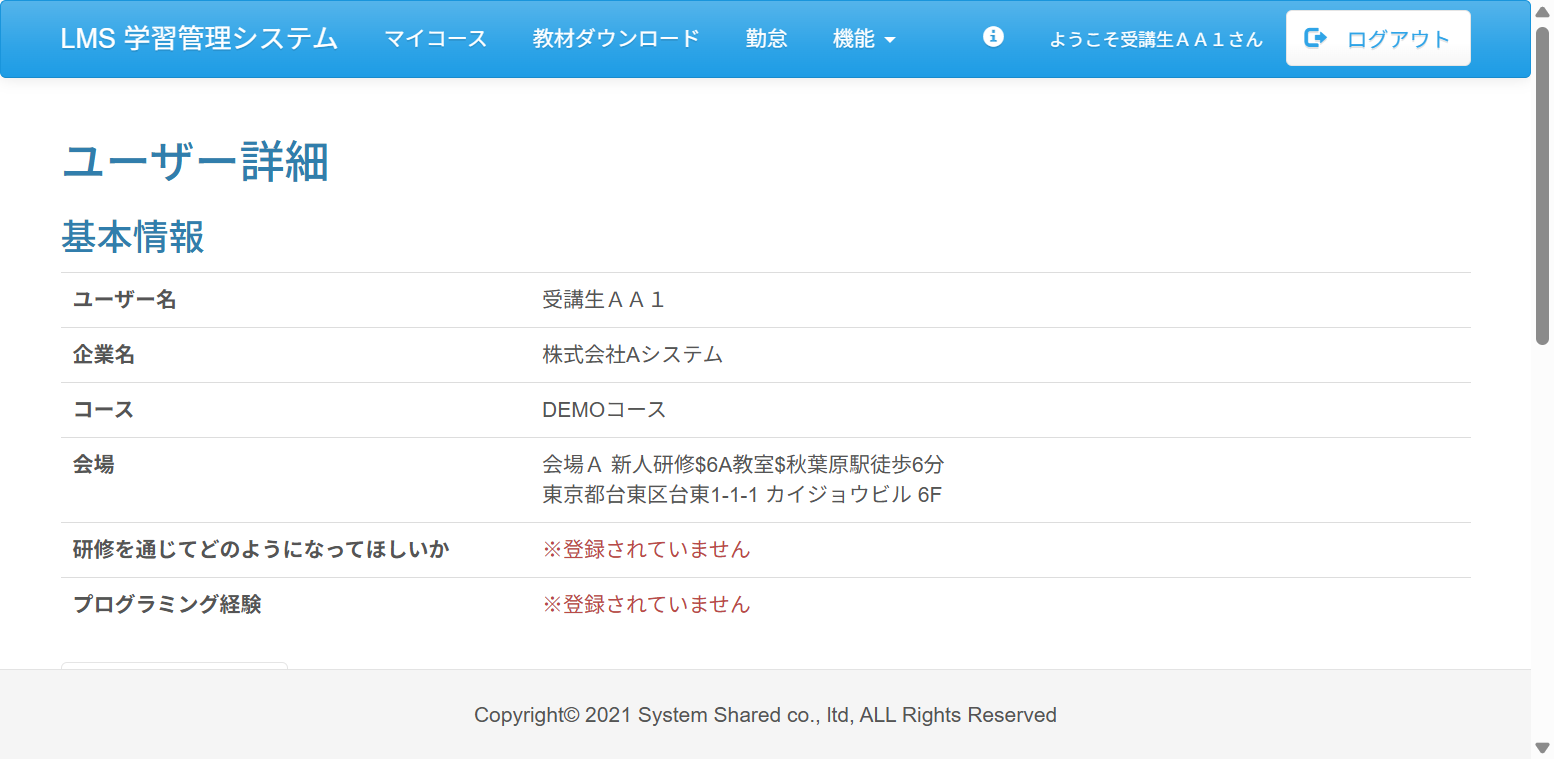 LMS 学習管理システム マイコース 教材ダウンロード 勤怠 機能 ようこそ受講生ＡＡ１さん ログアウト
ユーザー詳細
基本情報
ユーザー名 受講生ＡＡ１
企業名 株式会社Aシステム
コース DEMOコース
会場 会場Ａ 新人研修$6A教室$秋葉原駅徒歩6分
東京都台東区台東1-1-1 カイジョウビル 6F
研修を通じてどのようになってほしいか ※登録されていません
プログラミング経験 ※登録されていません
Copyright© 2021 System Shared co., ltd, ALL Rights Reserved